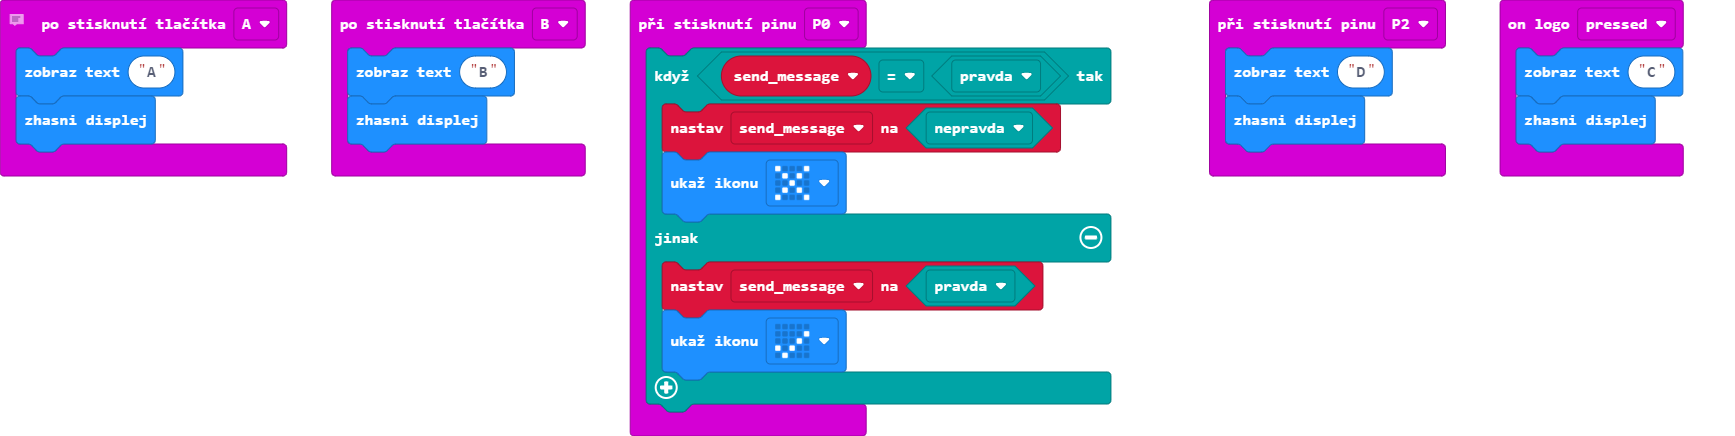 po stisknutí tlačítka A
zobraz text "A"
zhasni displej
po stisknutí tlačítka B
zobraz text "B"
zhasni displej
při stisknutí pinu P0
když send_message = pravda tak
nastav send_message na nepravda
ukaž ikonu
jinak
nastav send_message na pravda
ukaž ikonu
při stisknutí pinu P2
zobraz text "D"
zhasni displej
on logo pressed
zobraz text "C"
zhasni displej